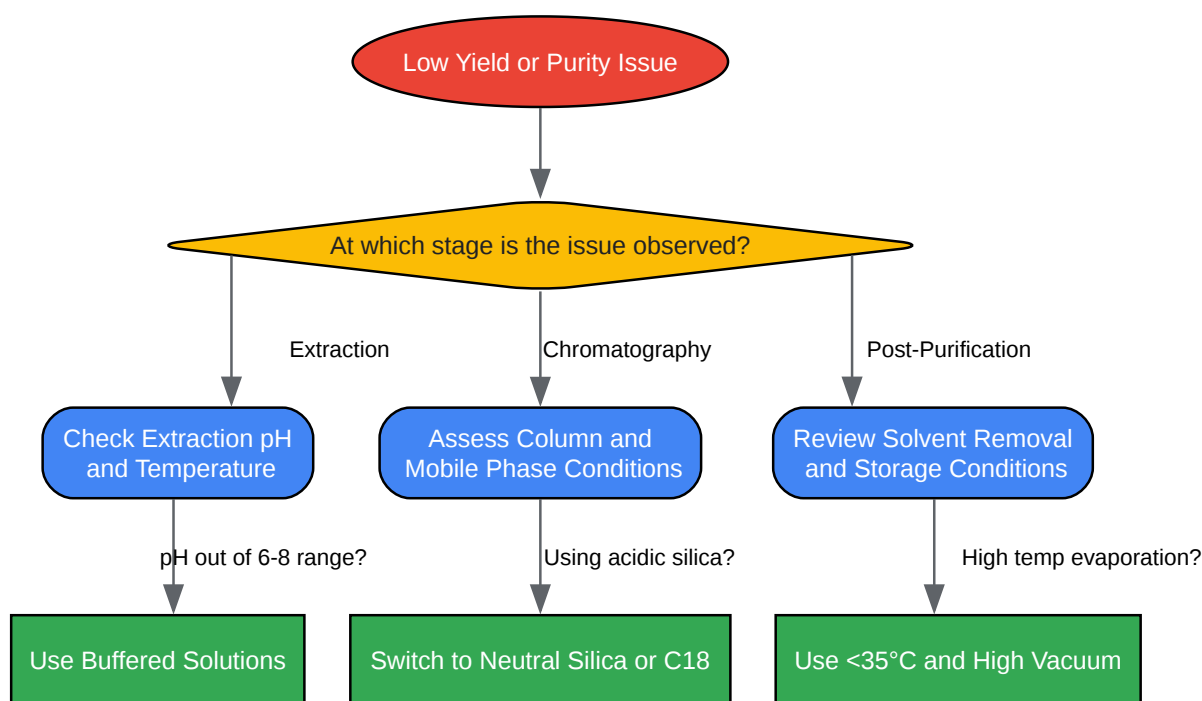 Low Yield or Purity Issue
At which stage is the issue observed?
Extraction
Chromatography
Post-Purification
Check Extraction pH
and Temperature
Assess Column and
Mobile Phase Conditions
Review Solvent Removal
and Storage Conditions
pH out of 6-8 range?
Using acidic silica?
High temp evaporation?
Use Buffered Solutions
Switch to Neutral Silica or C18
Use <35°C and High Vacuum